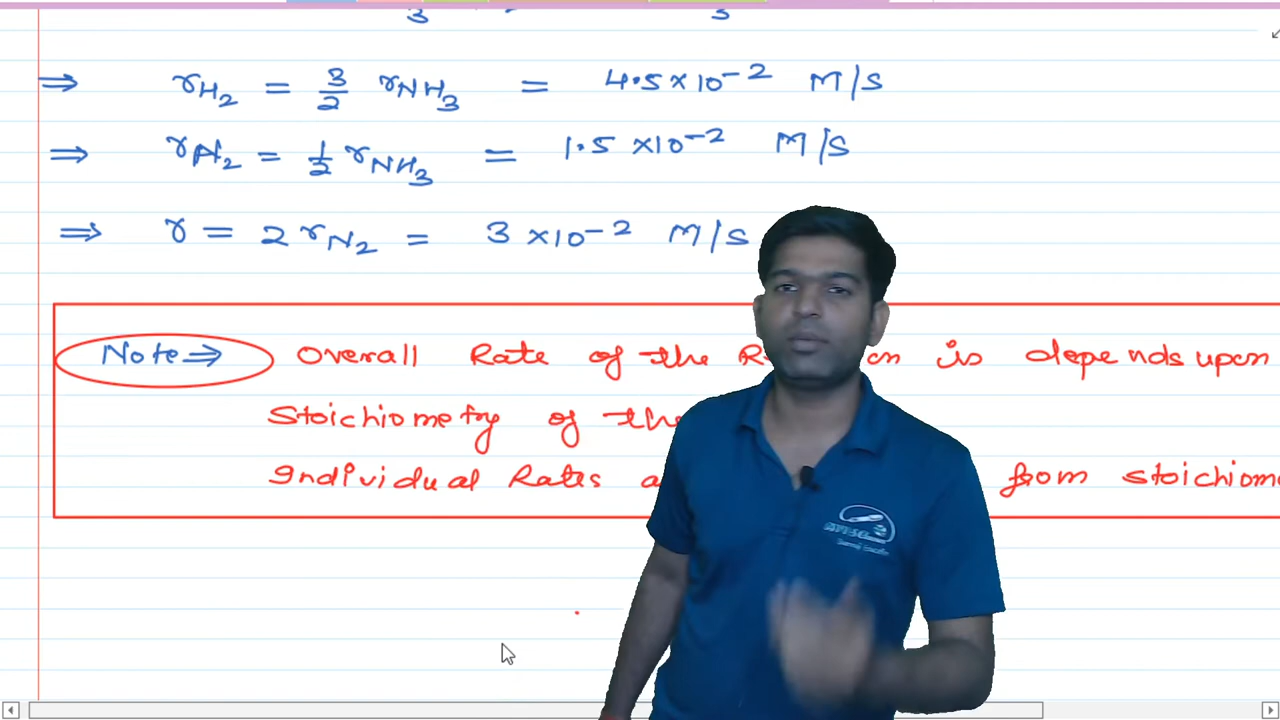 ⇒ rH₂ = 3/2 rNH₃ = 4.5 × 10⁻² M/S
⇒ rN₂ = 1/2 rNH₃ = 1.5 × 10⁻² M/S
⇒ r = 2 rN₂ = 3 × 10⁻² M/S
Note ⇒ Overall Rate of the is depends upon
Stoichiometry of the
Individual Rates from